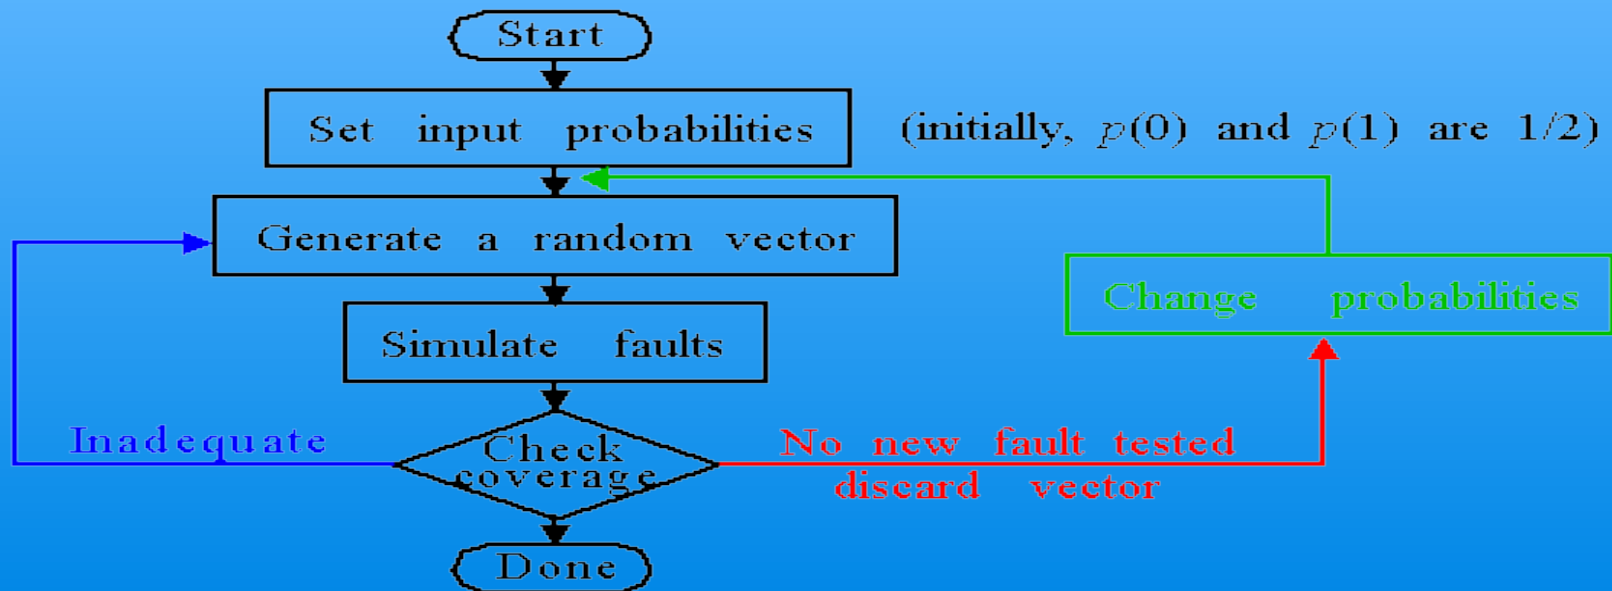 Start
Set input probabilities
(initially, p(0) and p(1) are 1/2)
Generate a random vector
Change probabilities
Simulate faults
Inadequate
Check
coverage
No new fault tested
discard vector
Done